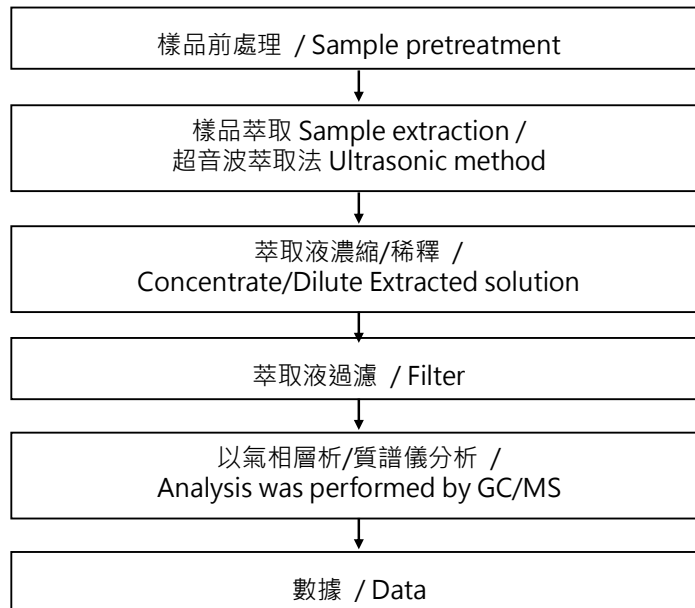 樣品前處理 / Sample pretreatment
樣品萃取 Sample extraction /
超音波萃取法 Ultrasonic method
萃取液濃縮/稀釋 /
Concentrate/Dilute Extracted solution
萃取液過濾 / Filter
以氣相層析/質譜儀分析 /
Analysis was performed by GC/MS
數據 / Data